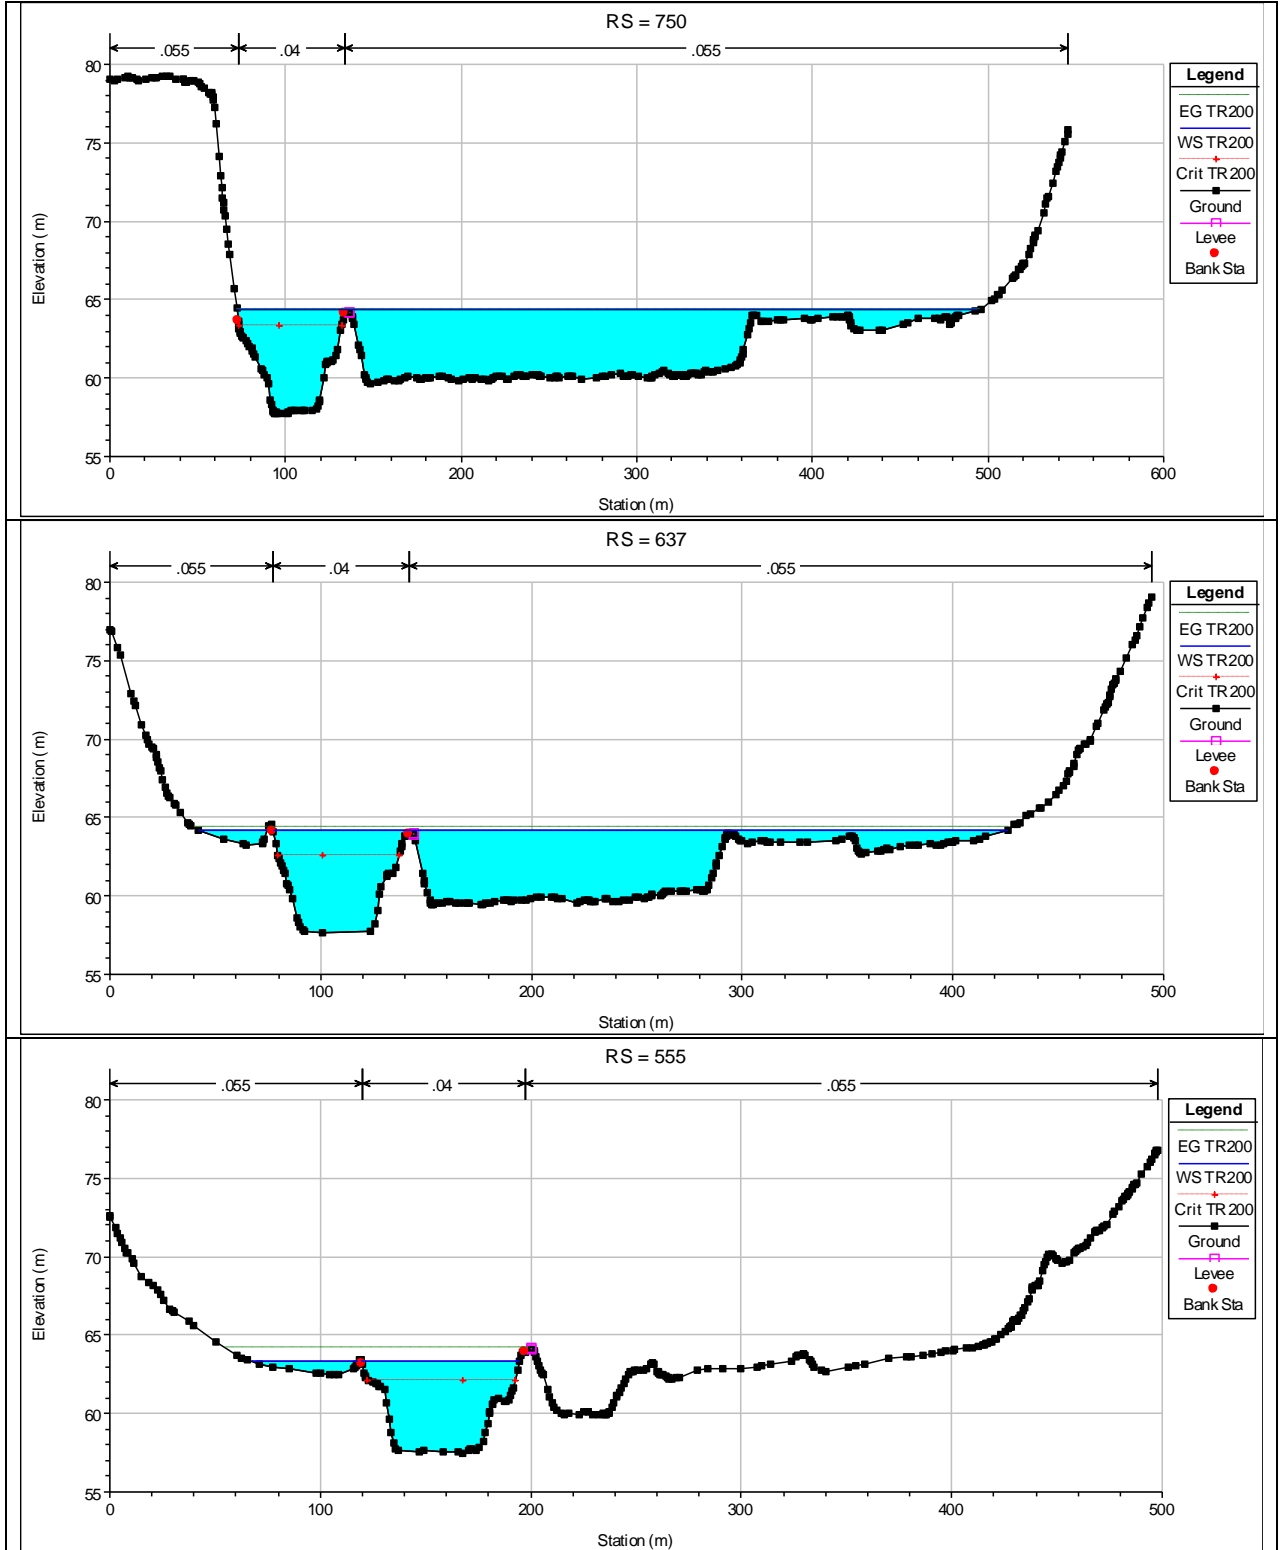 RS = 750
.055 .04 .055
80
75
70
65
60
55
0 100 200 300 400 500 600
Elevation (m)
Station (m)
Legend
EG TR200
WS TR200
Crit TR200
Ground
Levee
Bank Sta
RS = 637
.055 .04 .055
80
75
70
65
60
55
0 100 200 300 400 500
Elevation (m)
Station (m)
Legend
EG TR200
WS TR200
Crit TR200
Ground
Levee
Bank Sta
RS = 555
.055 .04 .055
80
75
70
65
60
55
0 100 200 300 400 500
Elevation (m)
Station (m)
Legend
EG TR200
WS TR200
Crit TR200
Ground
Levee
Bank Sta